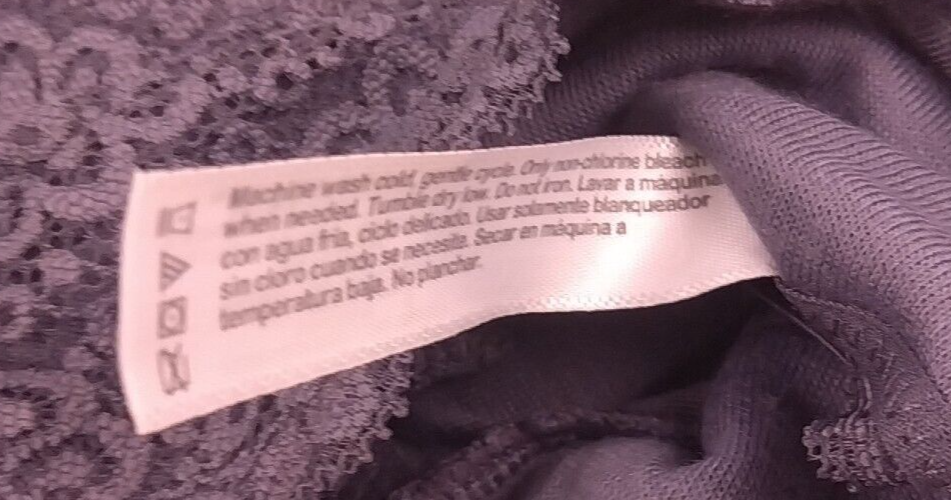 Machine wash cold, gentle cycle. Only non-chlorine bleach
when needed. Tumble dry low. Do not iron. Lavar a máquina
con agua fría, ciclo delicado. Usar solamente blanqueador
sin cloro cuando se necesite. Secar en máquina a
temperatura baja. No planchar.